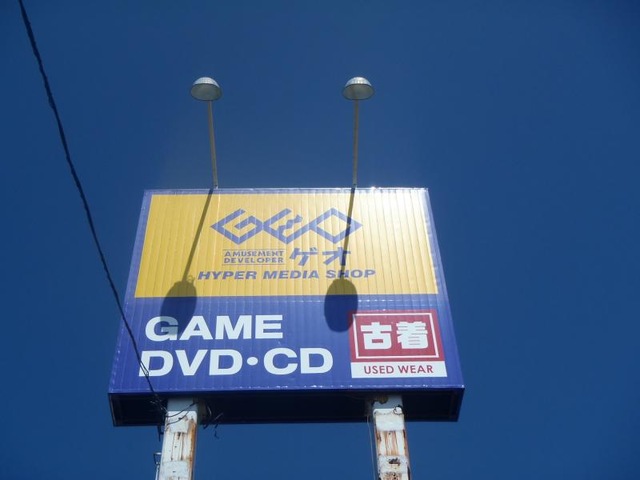 GEO
AMUSEMENT
DEVELOPER
ゲオ
HYPER MEDIA SHOP
GAME
DVD・CD
古着
USED WEAR